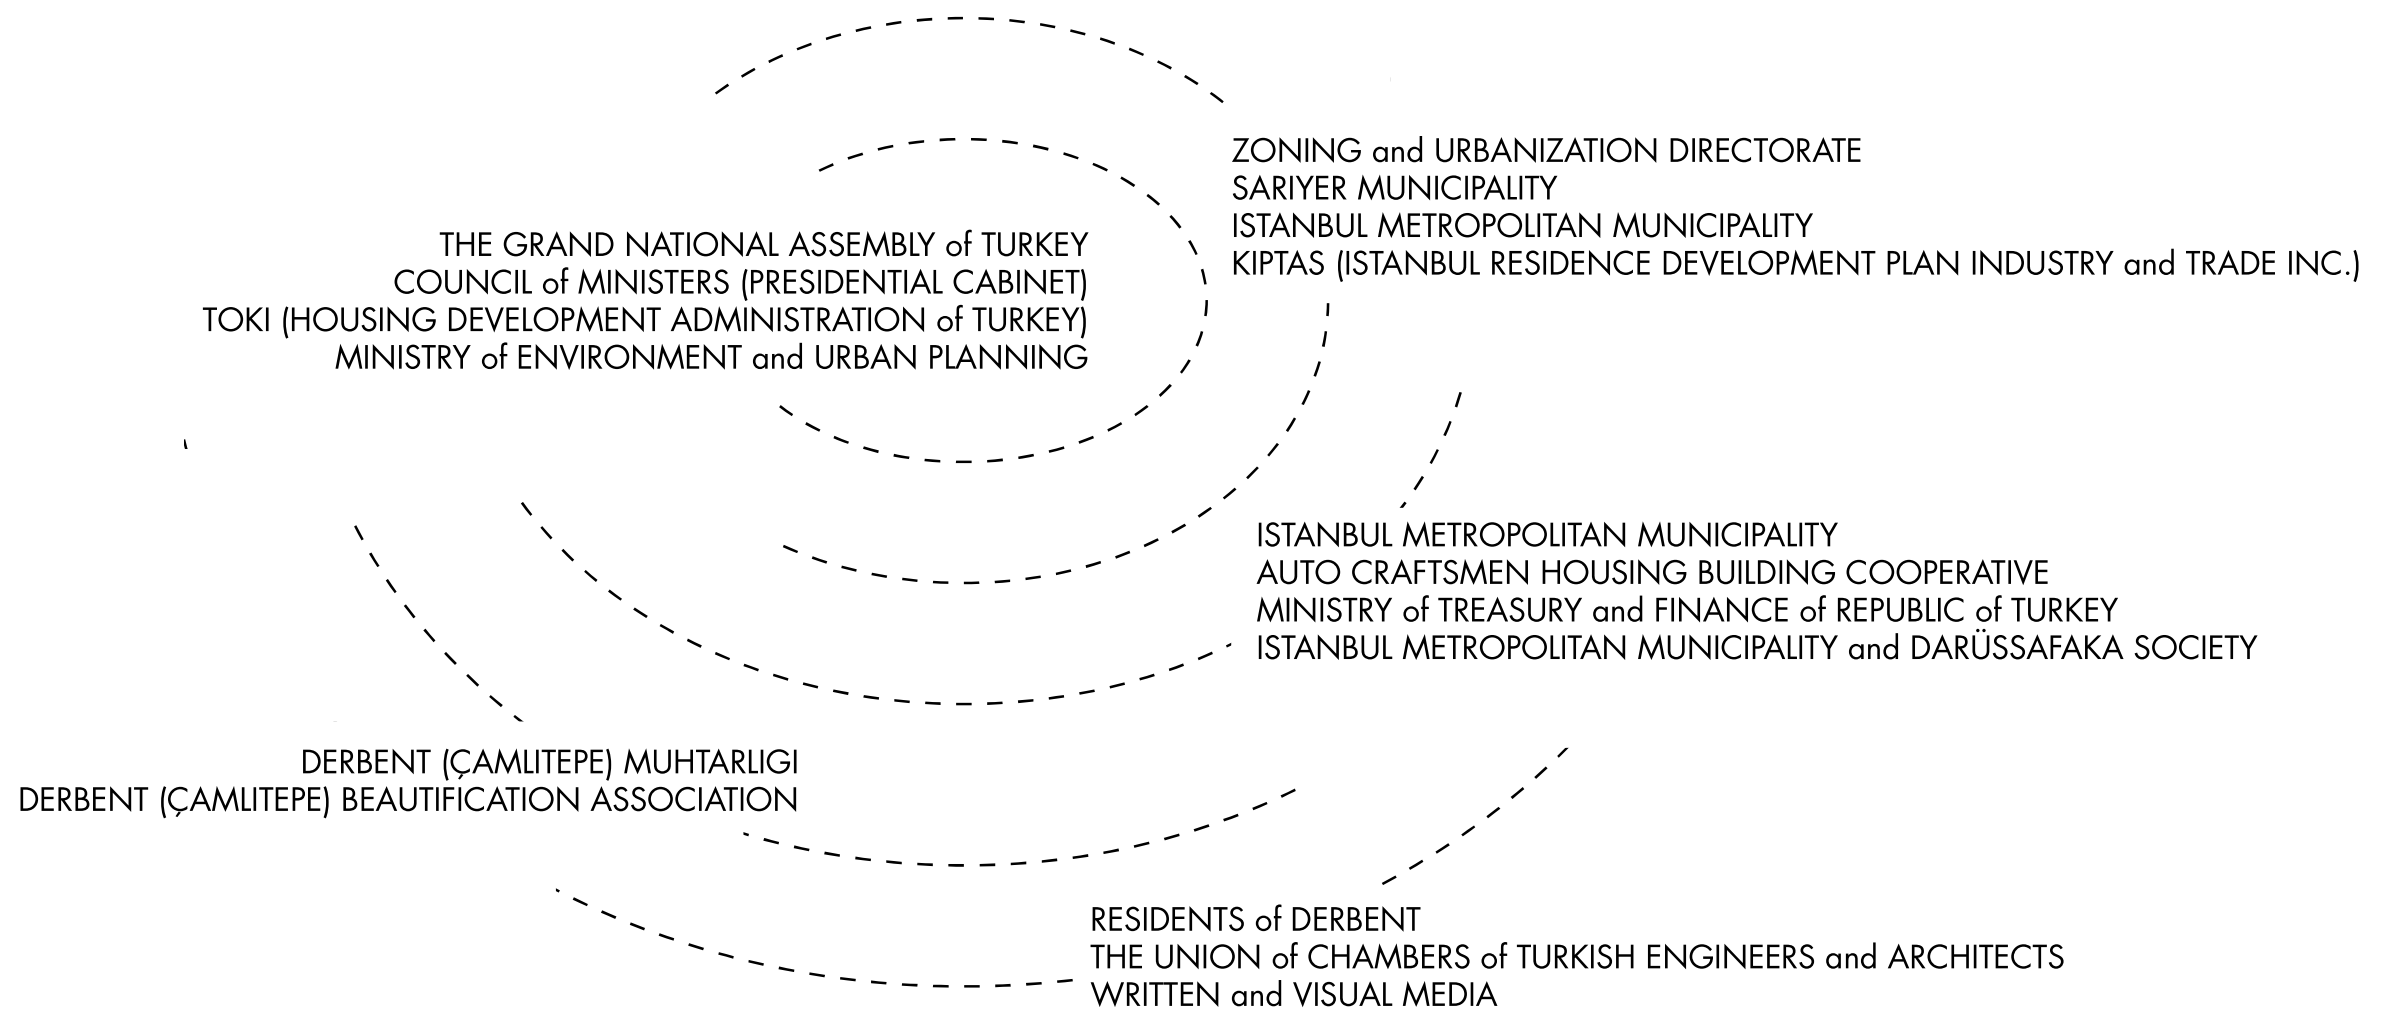 ZONING and URBANIZATION DIRECTORATE
SARIYER MUNICIPALITY
ISTANBUL METROPOLITAN MUNICIPALITY
KIPTAS (ISTANBUL RESIDENCE DEVELOPMENT PLAN INDUSTRY and TRADE INC.)
THE GRAND NATIONAL ASSEMBLY of TURKEY
COUNCIL of MINISTERS (PRESIDENTIAL CABINET)
TOKI (HOUSING DEVELOPMENT ADMINISTRATION of TURKEY)
MINISTRY of ENVIRONMENT and URBAN PLANNING
ISTANBUL METROPOLITAN MUNICIPALITY
AUTO CRAFTSMEN HOUSING BUILDING COOPERATIVE
MINISTRY of TREASURY and FINANCE of REPUBLIC of TURKEY
ISTANBUL METROPOLITAN MUNICIPALITY and DARÜSSAFAKA SOCIETY
DERBENT (ÇAMLITEPE) MUHTARLIGI
DERBENT (ÇAMLITEPE) BEAUTIFICATION ASSOCIATION
RESIDENTS of DERBENT
THE UNION of CHAMBERS of TURKISH ENGINEERS and ARCHITECTS
WRITTEN and VISUAL MEDIA